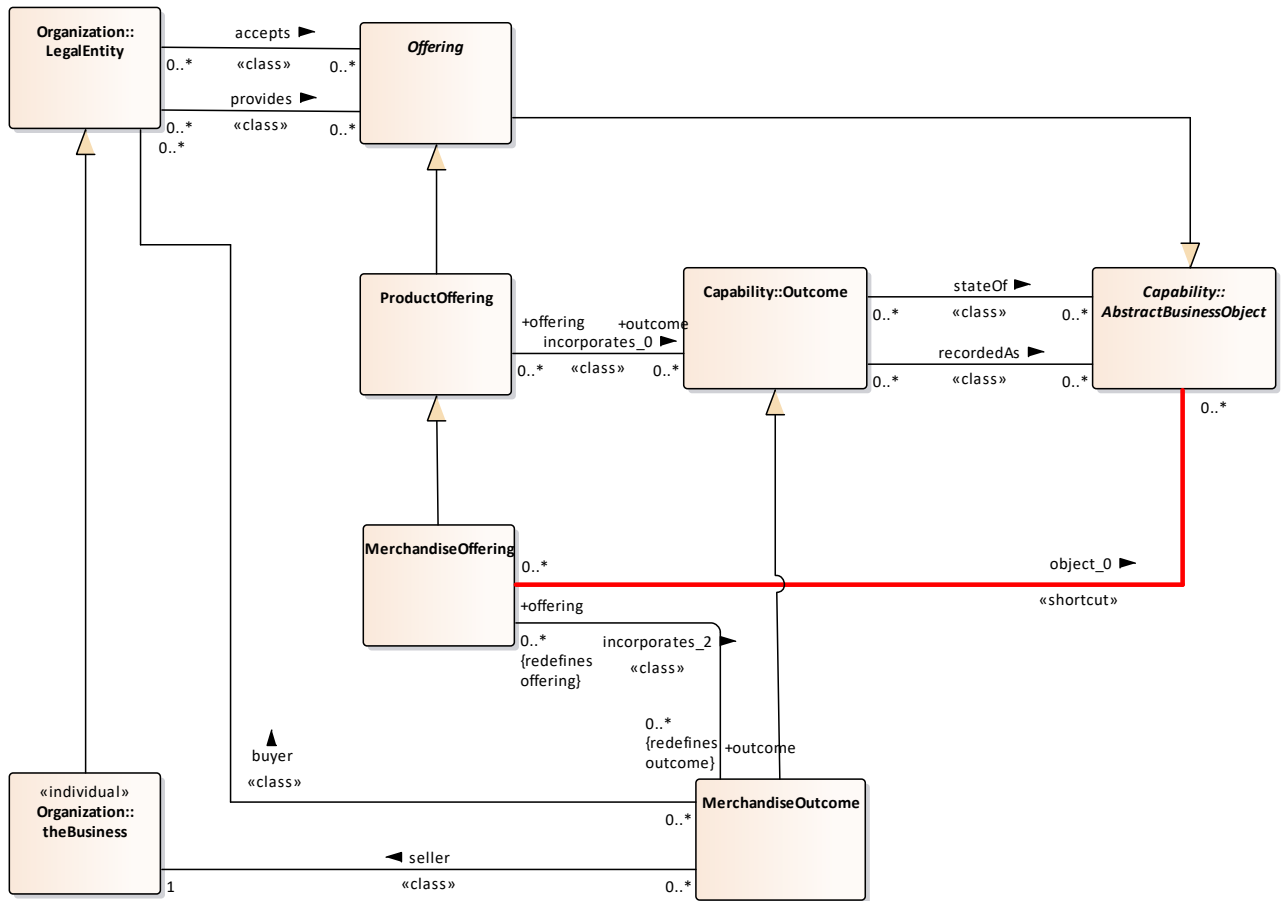 Organization::
LegalEntity
accepts
0..*
«class»
0..*
provides
0..*
«class»
0..*
0..*
Offering
ProductOffering
+offering
+outcome
incorporates_0
0..*
«class»
0..*
Capability::Outcome
stateOf
0..*
«class»
0..*
recordedAs
0..*
«class»
0..*
Capability::
AbstractBusinessObject
0..*
MerchandiseOffering
0..*
object_0
«shortcut»
+offering
0..*
{redefines
offering}
incorporates_2
«class»
0..*
{redefines
outcome}
+outcome
buyer
«class»
0..*
«individual»
Organization::
theBusiness
MerchandiseOutcome
seller
1
«class»
0..*